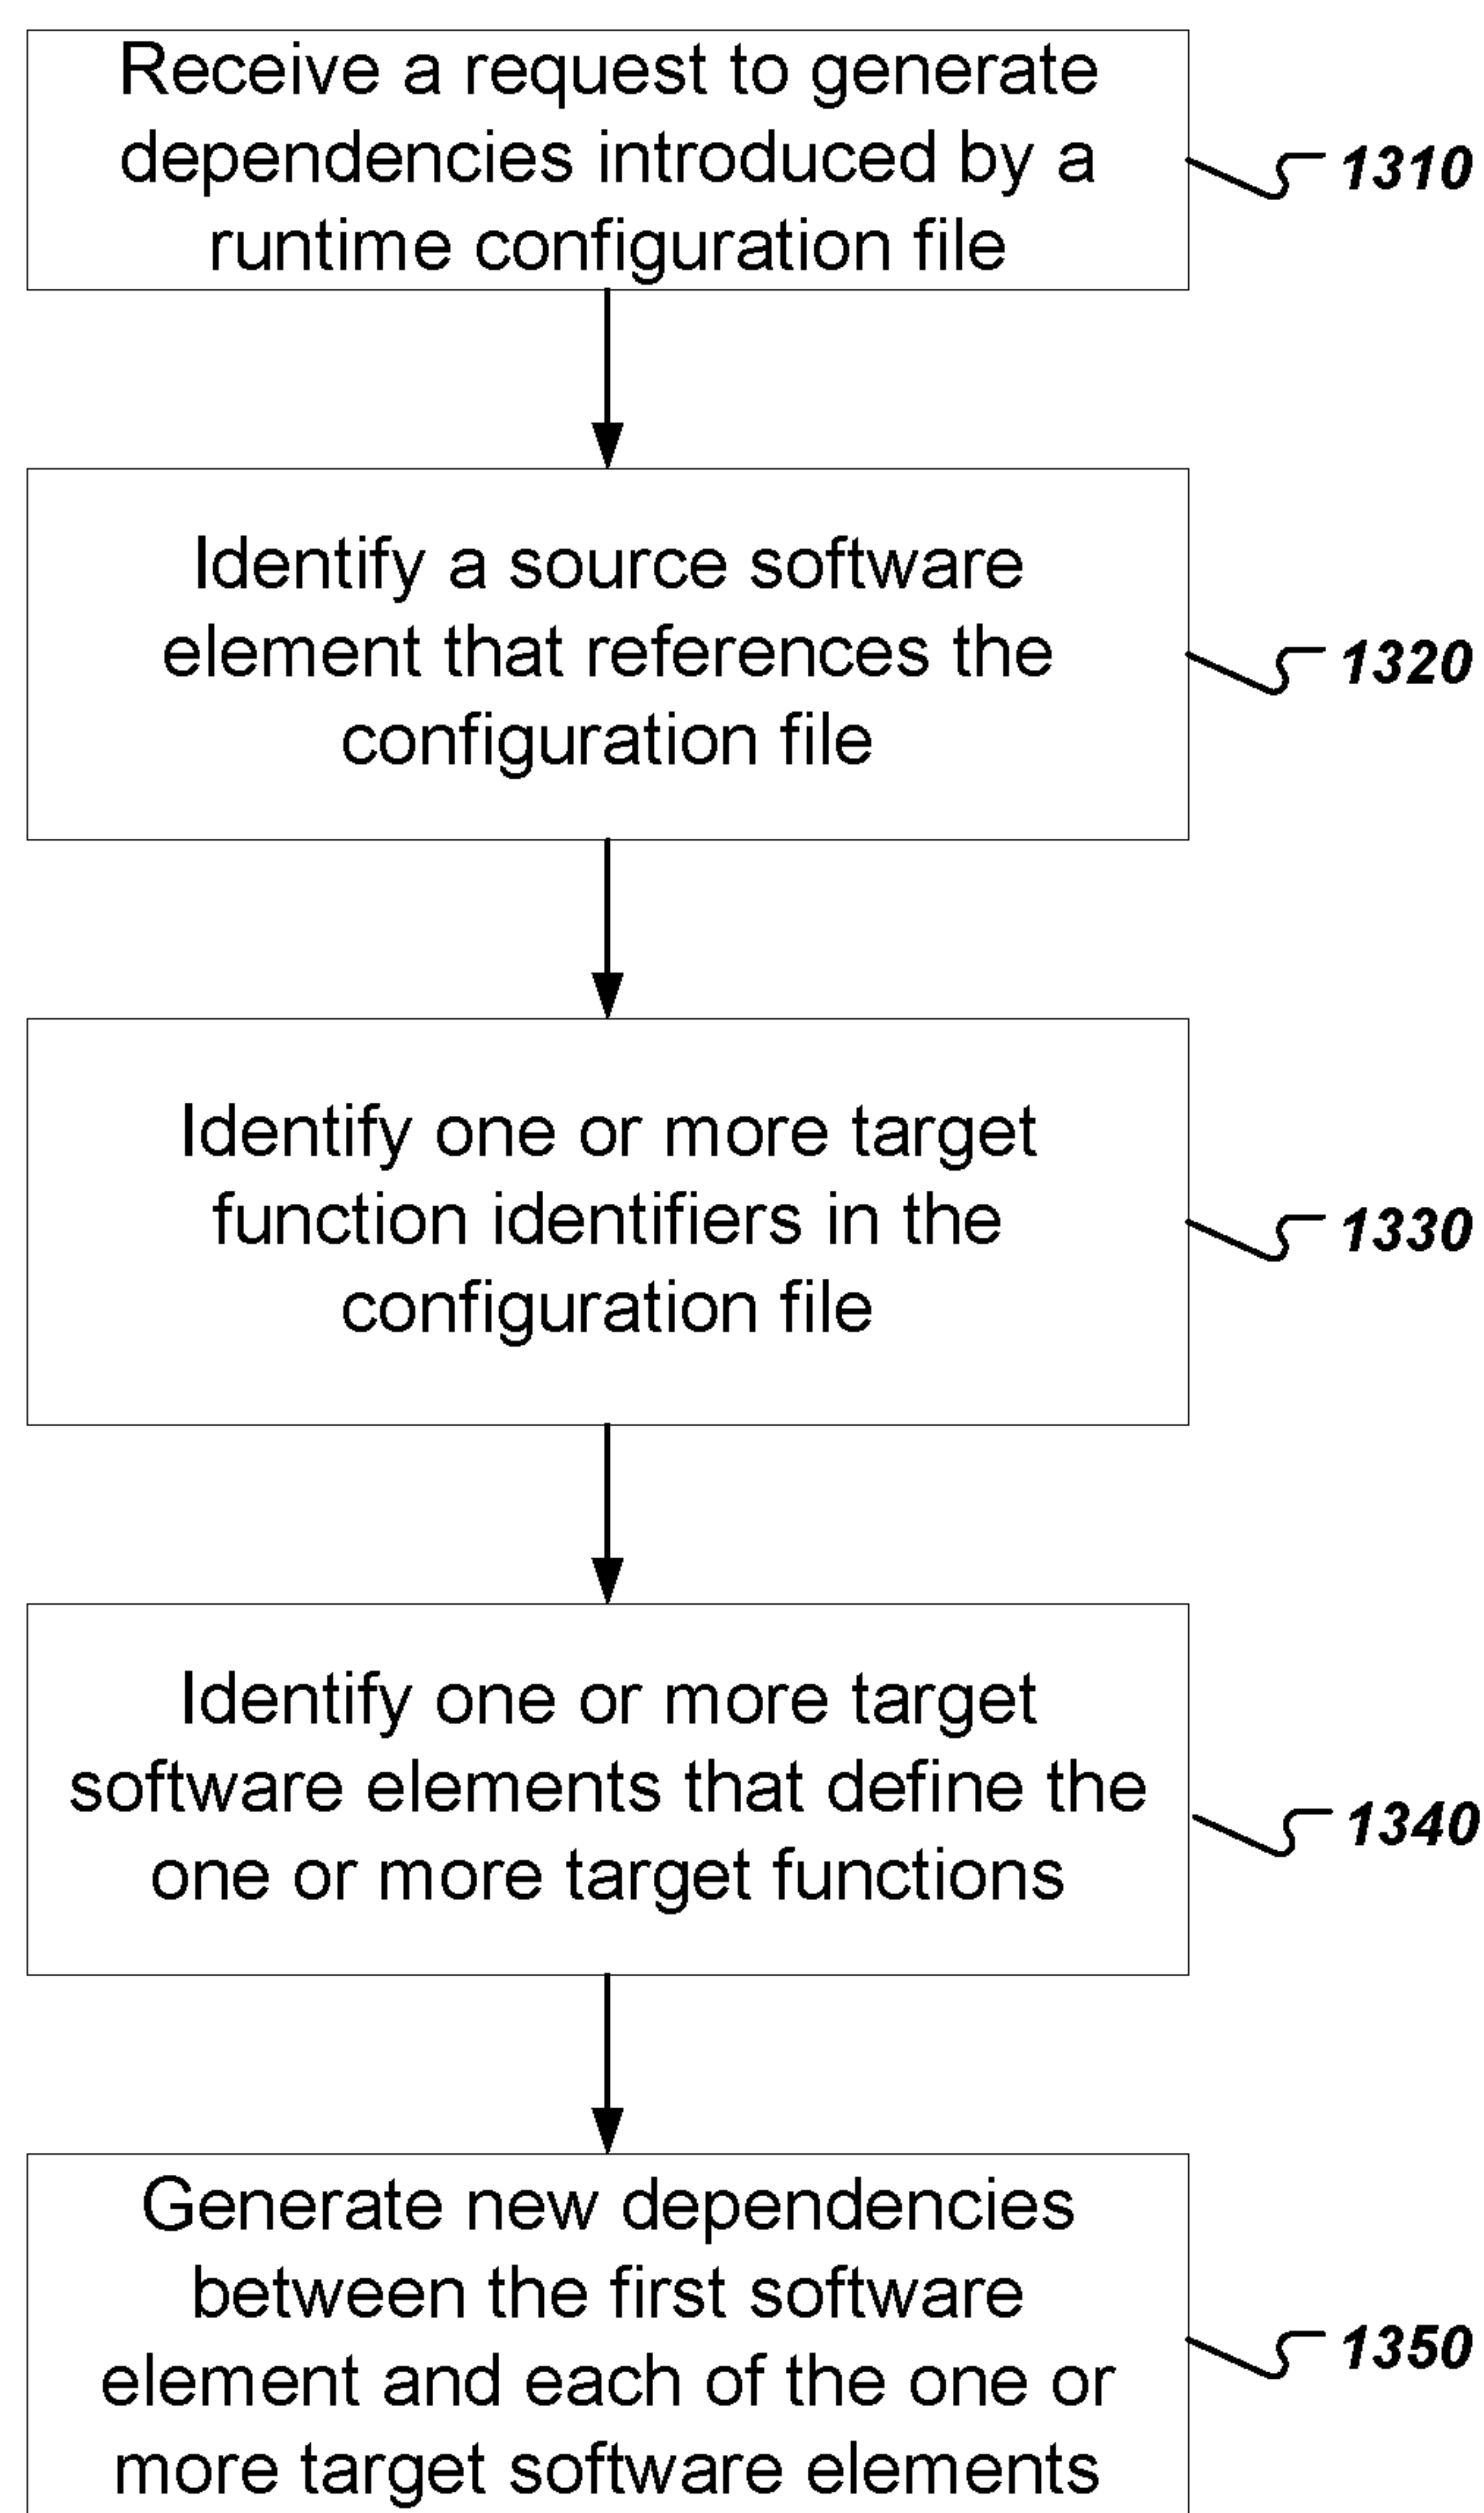 Receive a request to generate
dependencies introduced by a
runtime configuration file
1310
Identify a source software
element that references the
configuration file
1320
Identify one or more target
function identifiers in the
configuration file
1330
Identify one or more target
software elements that define the
one or more target functions
1340
Generate new dependencies
between the first software
element and each of the one or
more target software elements
1350